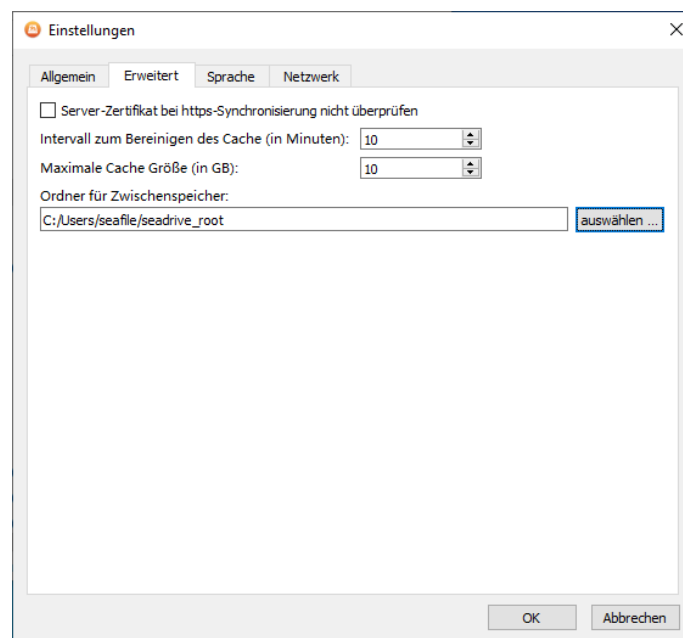 Einstellungen
Allgemein Erweitert Sprache Netzwerk
Server-Zertifikat bei https-Synchronisierung nicht überprüfen
Intervall zum Bereinigen des Cache (in Minuten): 10
Maximale Cache Größe (in GB): 10
Ordner für Zwischenspeicher:
C:/Users/seafile/seadrive_root auswählen ...
OK Abbrechen